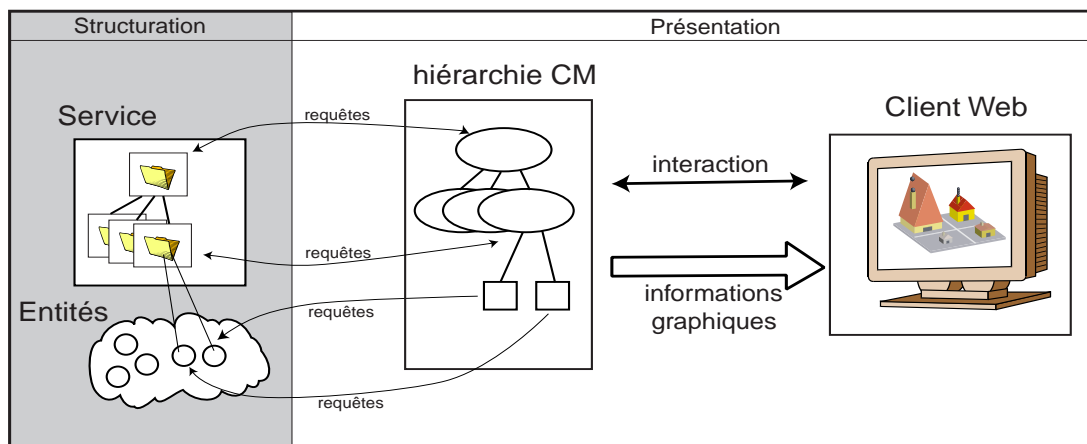 Structuration
Présentation
hiérarchie CM
Service
requêtes
Client Web
interaction
requêtes
informations
graphiques
Entités
requêtes
requêtes